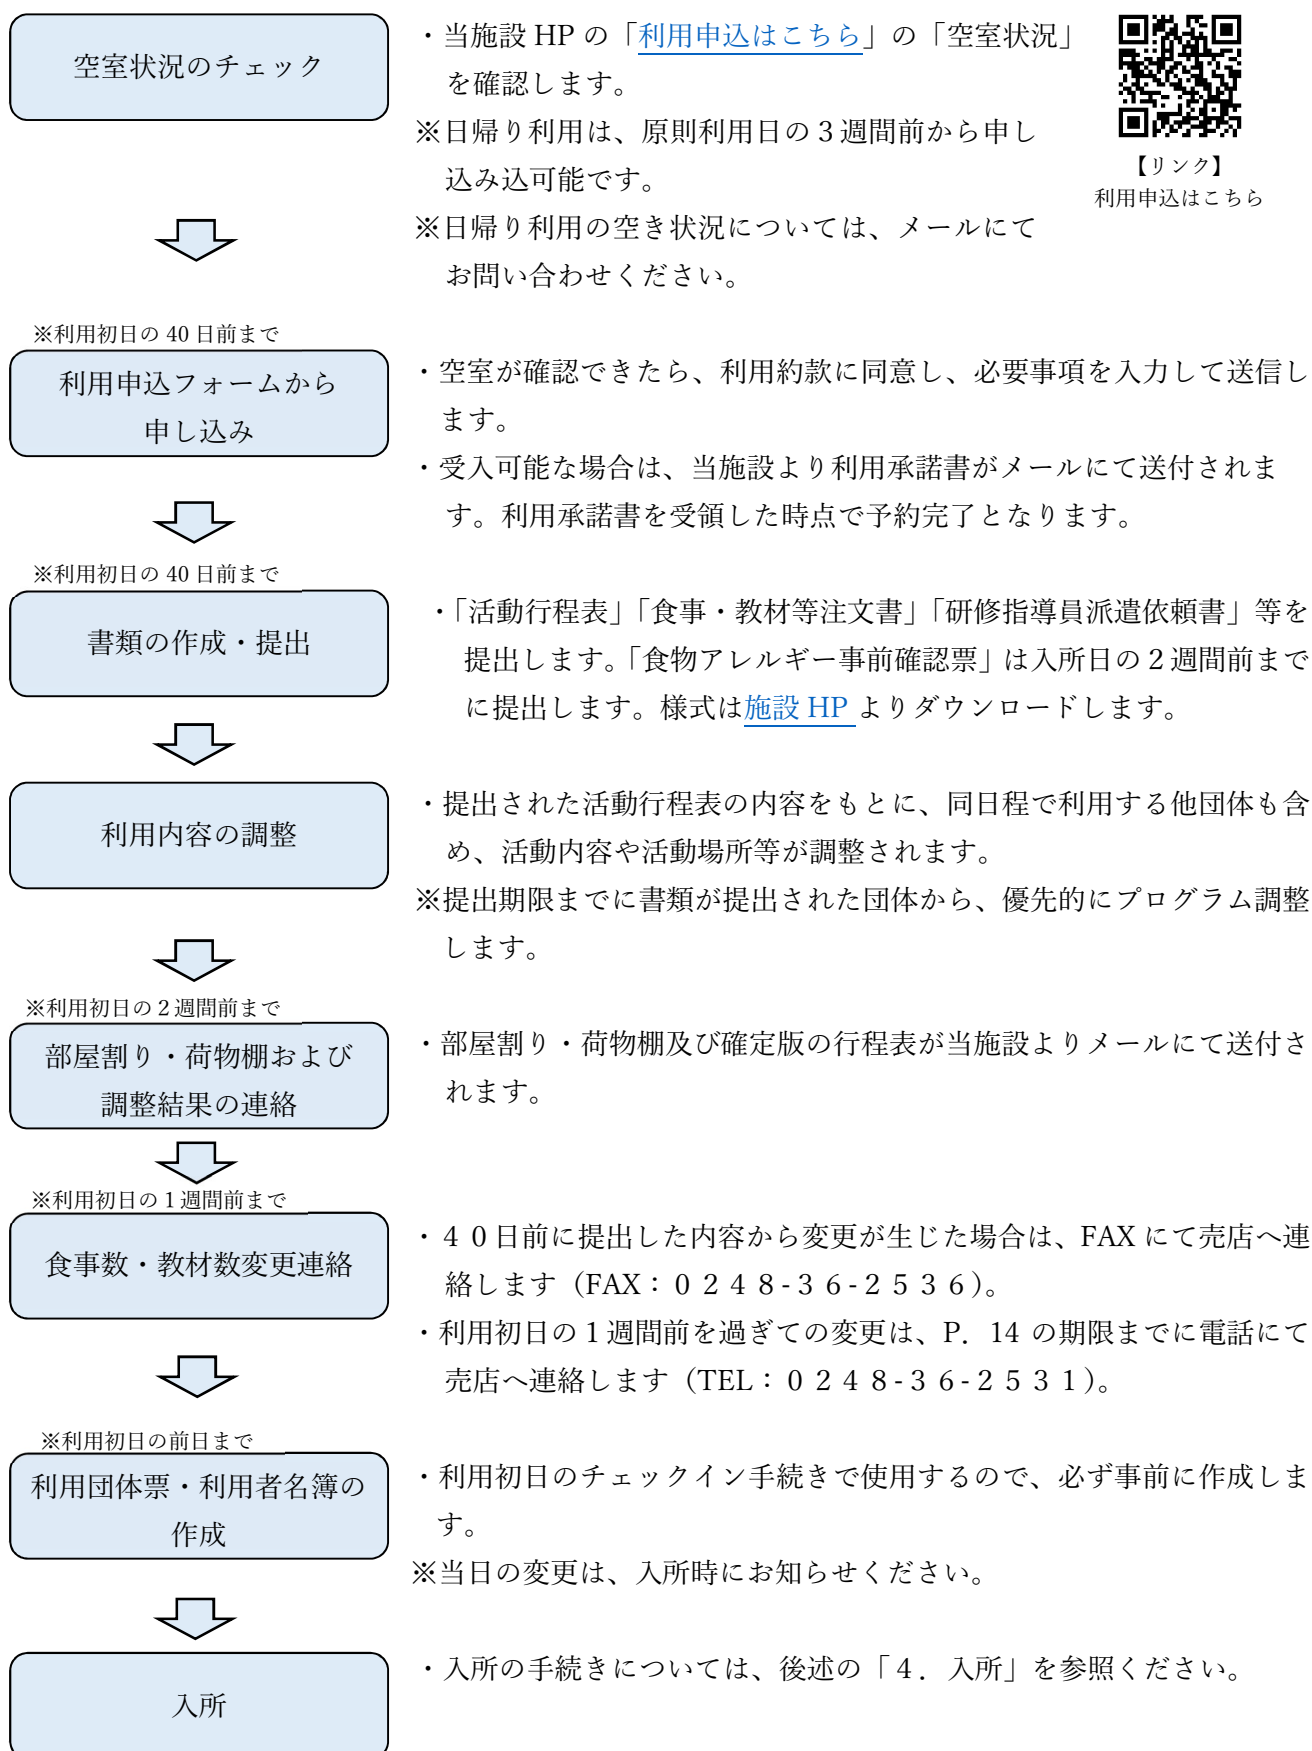 空室状況のチェック
・当施設 HP の「利用申込はこちら」の「空室状況」
を確認します。
※日帰り利用は、原則利用日の３週間前から申し
込み込可能です。
※日帰り利用の空き状況については、メールにて
お問い合わせください。
【リンク】
利用申込はこちら
※利用初日の 40 日前まで
利用申込フォームから
申し込み
・空室が確認できたら、利用約款に同意し、必要事項を入力して送信し
ます。
・受入可能な場合は、当施設より利用承諾書がメールにて送付されま
す。利用承諾書を受領した時点で予約完了となります。
※利用初日の 40 日前まで
書類の作成・提出
・「活動行程表」「食事・教材等注文書」「研修指導員派遣依頼書」等を
提出します。「食物アレルギー事前確認票」は入所日の２週間前まで
に提出します。様式は施設 HP よりダウンロードします。
利用内容の調整
・提出された活動行程表の内容をもとに、同日程で利用する他団体も含
め、活動内容や活動場所等が調整されます。
※提出期限までに書類が提出された団体から、優先的にプログラム調整
します。
※利用初日の２週間前まで
部屋割り・荷物棚および
調整結果の連絡
・部屋割り・荷物棚及び確定版の行程表が当施設よりメールにて送付さ
れます。
※利用初日の１週間前まで
食事数・教材数変更連絡
・４０日前に提出した内容から変更が生じた場合は、FAX にて売店へ連
絡します（FAX：０２４８-３６-２５３６）。
・利用初日の１週間前を過ぎての変更は、P．14 の期限までに電話にて
売店へ連絡します（TEL：０２４８-３６-２５３１）。
※利用初日の前日まで
利用団体票・利用者名簿の
作成
・利用初日のチェックイン手続きで使用するので、必ず事前に作成しま
す。
※当日の変更は、入所時にお知らせください。
入所
・入所の手続きについては、後述の「４．入所」を参照ください。